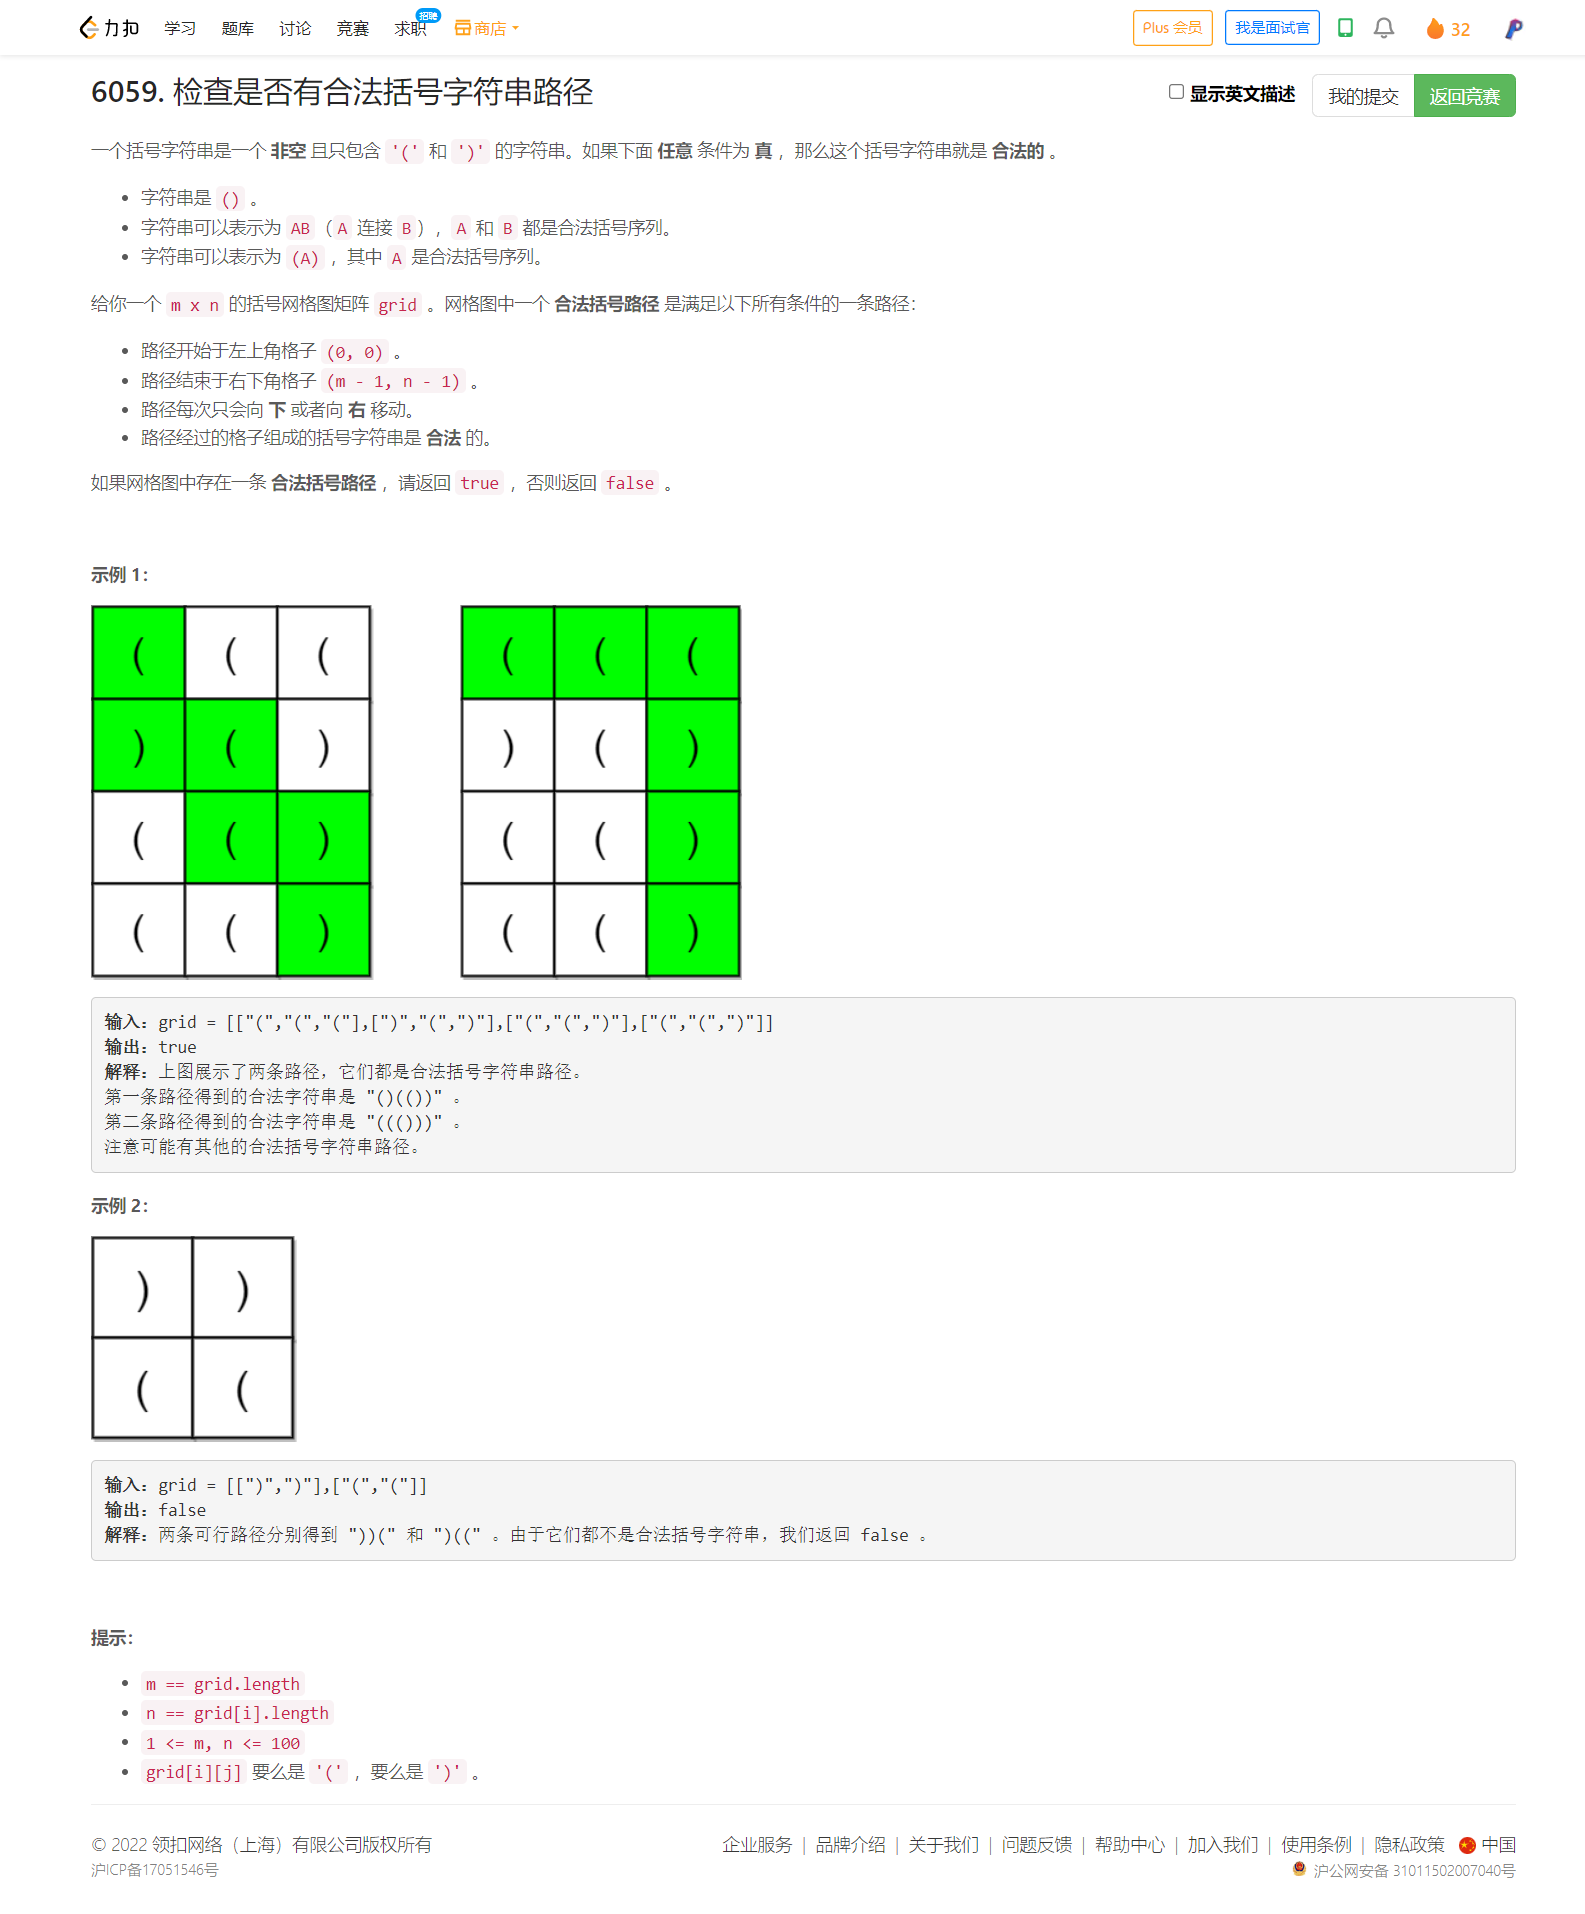 力扣 学习 题库 讨论 竞赛 求职 招聘 商店 Plus 会员 我是面试官 32
6059. 检查是否有合法括号字符串路径 显示英文描述 我的提交 返回竞赛
一个括号字符串是一个 非空 且只包含 '(' 和 ')' 的字符串。如果下面 任意 条件为 真 ，那么这个括号字符串就是 合法的 。
字符串是 () 。
字符串可以表示为 AB（A 连接 B），A 和 B 都是合法括号序列。
字符串可以表示为 (A) ，其中 A 是合法括号序列。
给你一个 m x n 的括号网格图矩阵 grid 。网格图中一个 合法括号路径 是满足以下所有条件的一条路径：
路径开始于左上角格子 (0, 0) 。
路径结束于右下角格子 (m - 1, n - 1) 。
路径每次只会向 下 或者向 右 移动。
路径经过的格子组成的括号字符串是 合法 的。
如果网格图中存在一条 合法括号路径 ，请返回 true ，否则返回 false 。
示例 1：
( ( ( ( ( (
) ( ) ) ( )
( ( ) ( ( )
( ( ) ( ( )
输入：grid = [["(","(","("],[")","(",")"],["(","(",")"],["(","(",")"]]
输出：true
解释：上图展示了两条路径，它们都是合法括号字符串路径。
第一条路径得到的合法字符串是 "()(())" 。
第二条路径得到的合法字符串是 "((()))" 。
注意可能有其他的合法括号字符串路径。
示例 2：
) )
( (
输入：grid = [[")",")"],["(","("]]
输出：false
解释：两条可行路径分别得到 "))(" 和 ")((" 。由于它们都不是合法括号字符串，我们返回 false 。
提示：
m == grid.length
n == grid[i].length
1 <= m, n <= 100
grid[i][j] 要么是 '(' ，要么是 ')' 。
© 2022 领扣网络（上海）有限公司版权所有 企业服务 | 品牌介绍 | 关于我们 | 问题反馈 | 帮助中心 | 加入我们 | 使用条例 | 隐私政策 中国
沪ICP备17051546号 沪公网安备 31011502007040号